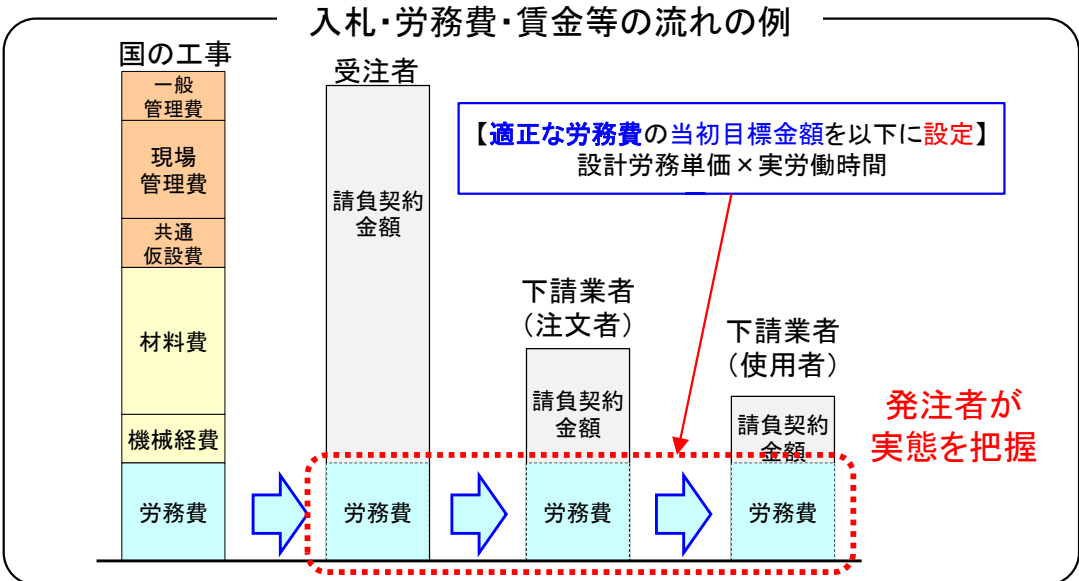 入札・労務費・賃金等の流れの例
国の工事
一般
管理費
現場
管理費
共通
仮設費
材料費
機械経費
労務費
受注者
請負契約
金額
労務費
【適正な労務費の当初目標金額を以下に設定】
設計労務単価×実労働時間
下請業者
（注文者）
請負契約
金額
労務費
下請業者
（使用者）
請負契約
金額
労務費
発注者が
実態を把握